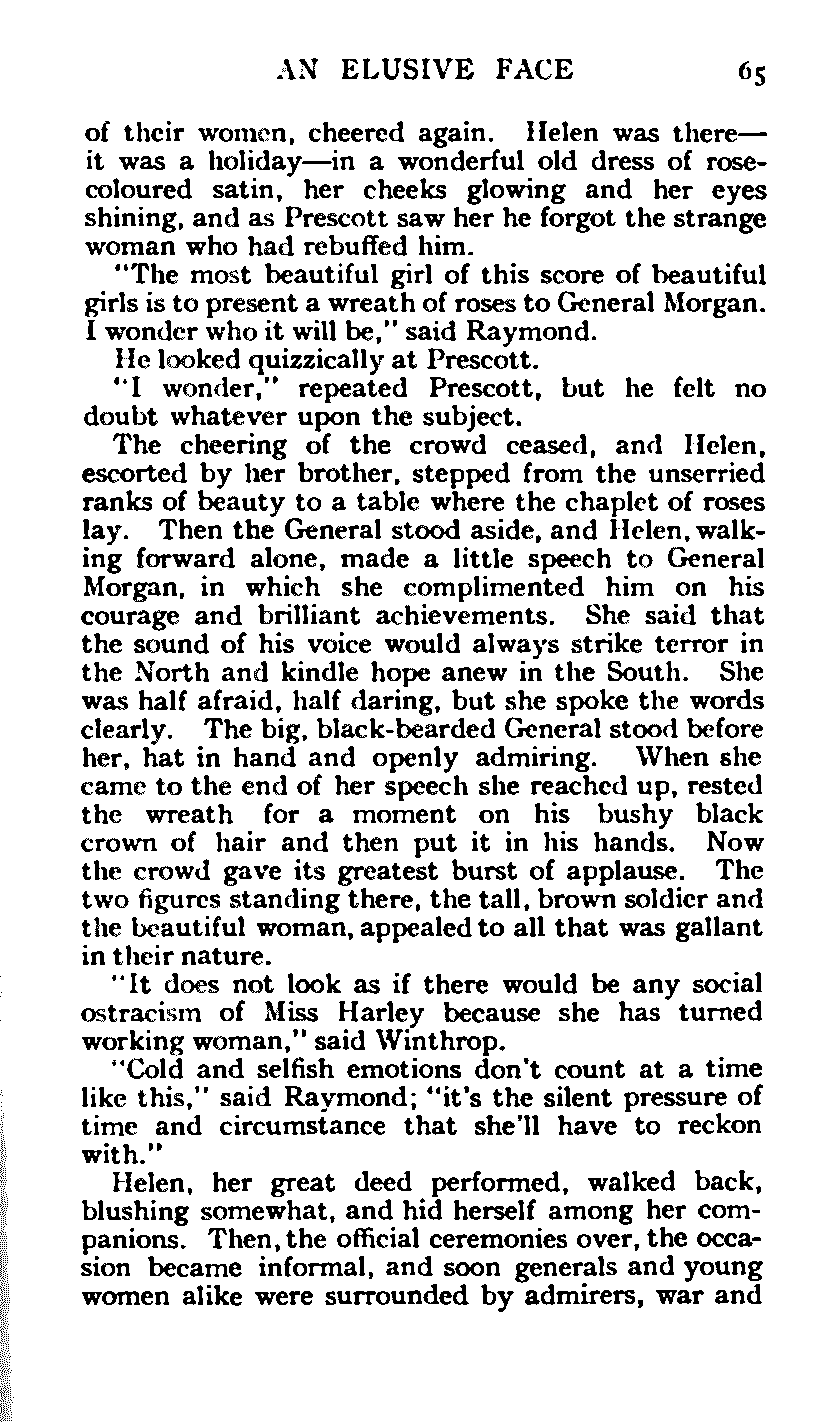 AN ELUSIVE FACE 65
of their women, cheered again. Helen was there—
it was a holiday—in a wonderful old dress of rose-
coloured satin, her cheeks glowing and her eyes
shining, and as Prescott saw her he forgot the strange
woman who had rebuffed him.
"The most beautiful girl of this score of beautiful
girls is to present a wreath of roses to General Morgan.
I wonder who it will be," said Raymond.
He looked quizzically at Prescott.
"I wonder," repeated Prescott, but he felt no
doubt whatever upon the subject.
The cheering of the crowd ceased, and Helen,
escorted by her brother, stepped from the unserried
ranks of beauty to a table where the chaplet of roses
lay. Then the General stood aside, and Helen, walk-
ing forward alone, made a little speech to General
Morgan, in which she complimented him on his
courage and brilliant achievements. She said that
the sound of his voice would always strike terror in
the North and kindle hope anew in the South. She
was half afraid, half daring, but she spoke the words
clearly. The big, black-bearded General stood before
her, hat in hand and openly admiring. When she
came to the end of her speech she reached up, rested
the wreath for a moment on his bushy black
crown of hair and then put it in his hands. Now
the crowd gave its greatest burst of applause. The
two figures standing there, the tall, brown soldier and
the beautiful woman, appealed to all that was gallant
in their nature.
"It does not look as if there would be any social
ostracism of Miss Harley because she has turned
working woman," said Winthrop.
"Cold and selfish emotions don't count at a time
like this," said Raymond; "it's the silent pressure of
time and circumstance that she'll have to reckon
with."
Helen, her great deed performed, walked back,
blushing somewhat, and hid herself among her com-
panions. Then, the official ceremonies over, the occa-
sion became informal, and soon generals and young
women alike were surrounded by admirers, war and